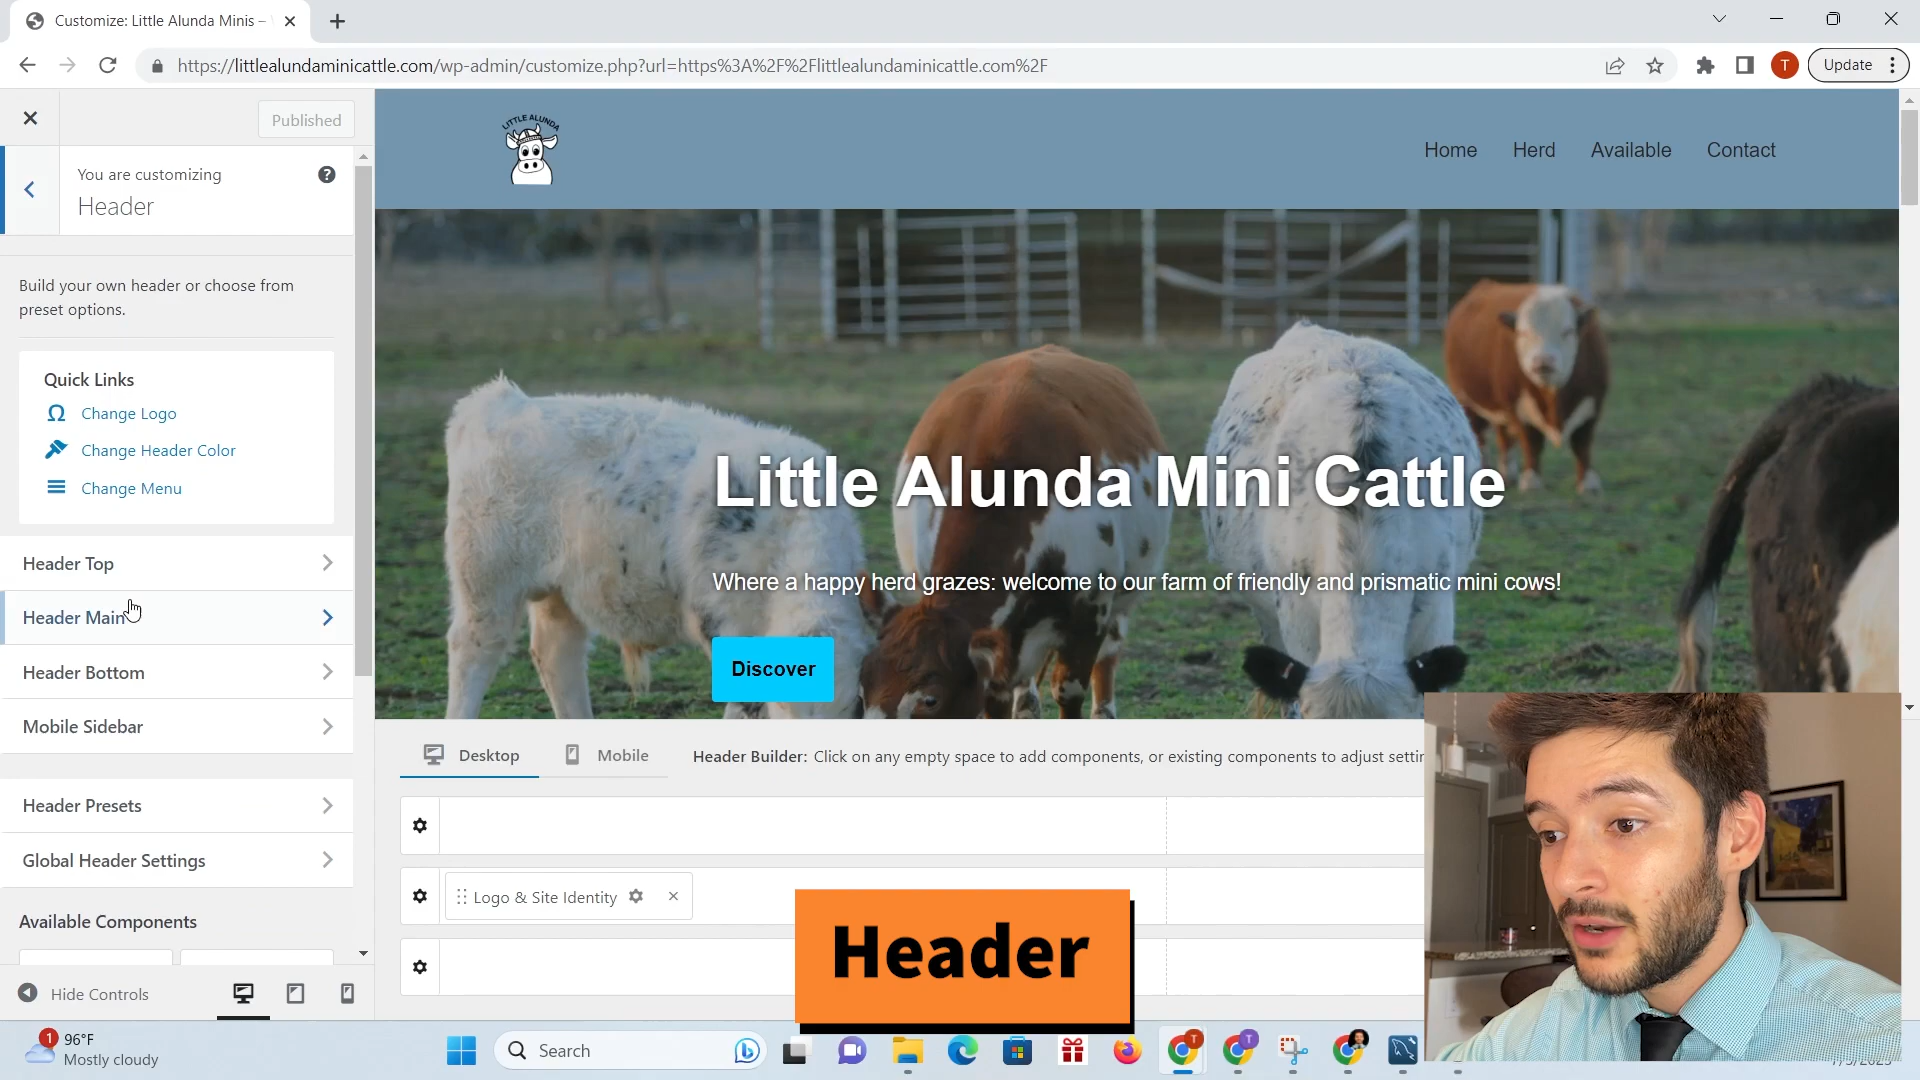 Customize: Little Alunda Minis –
https://littlealundaminicattle.com/wp-admin/customize.php?url=https%3A%2F%2Flittlealundaminicattle.com%2F
T
Update
Published
You are customizing
Header
Build your own header or choose from
preset options.
Quick Links
Change Logo
Change Header Color
Change Menu
Header Top
Header Main
Header Bottom
Mobile Sidebar
Header Presets
Global Header Settings
Available Components
Hide Controls
LITTLE ALUNDA
Home
Herd
Available
Contact
Little Alunda Mini Cattle
Where a happy herd grazes: welcome to our farm of friendly and prismatic mini cows!
Discover
Desktop
Mobile
Header Builder: Click on any empty space to add components, or existing components to adjust
Logo & Site Identity
Header
1
96°F
Mostly cloudy
Search
T
T